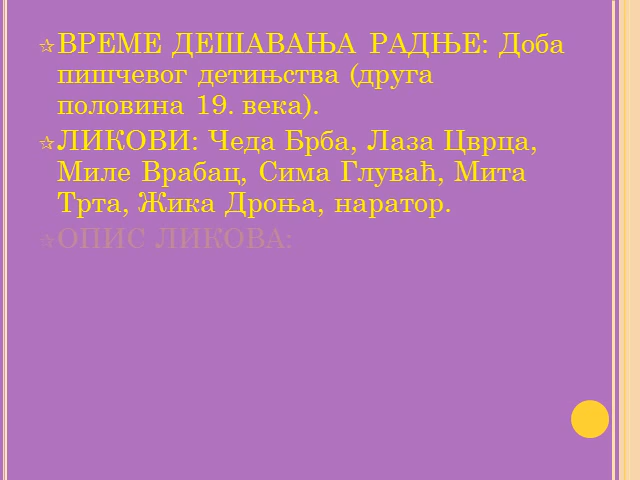 ☆ВРЕМЕ ДЕШАВАЊА РАДЊЕ: Доба
пишчевог детињства (друга
половина 19. века).
☆ЛИКОВИ: Чеда Брба, Лаза Цврца,
Миле Врабац, Сима Глуваћ, Мита
Трта, Жика Дроња, наратор.
☆ОПИС ЛИКОВА: